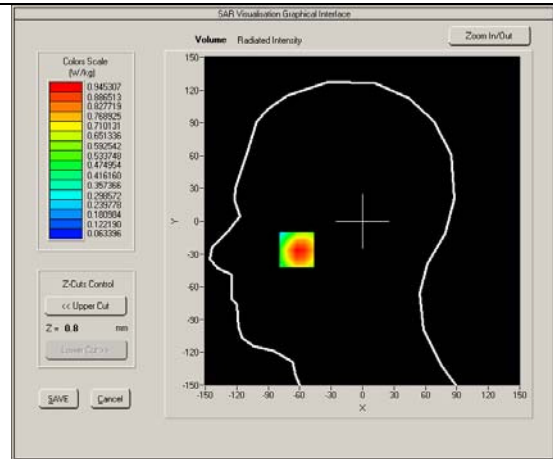 SAR Visualisation Graphical Interface
Volume Radiated Intensity
Zoom In/Out
Colors Scale
(W/kg)
0.945307
0.886513
0.827719
0.768925
0.710131
0.651336
0.592542
0.533748
0.474954
0.416160
0.357366
0.298572
0.239778
0.180984
0.122190
0.063396
Z-Cuts Control
<< Upper Cut
Z = 0.0 mm
Lower Cut >>
SAVE
Cancel
150
120
90
60
30
0
-30
-60
-90
-120
-150
Y
-150 -120 -90 -60 -30 0 30 60 90 120 150
X